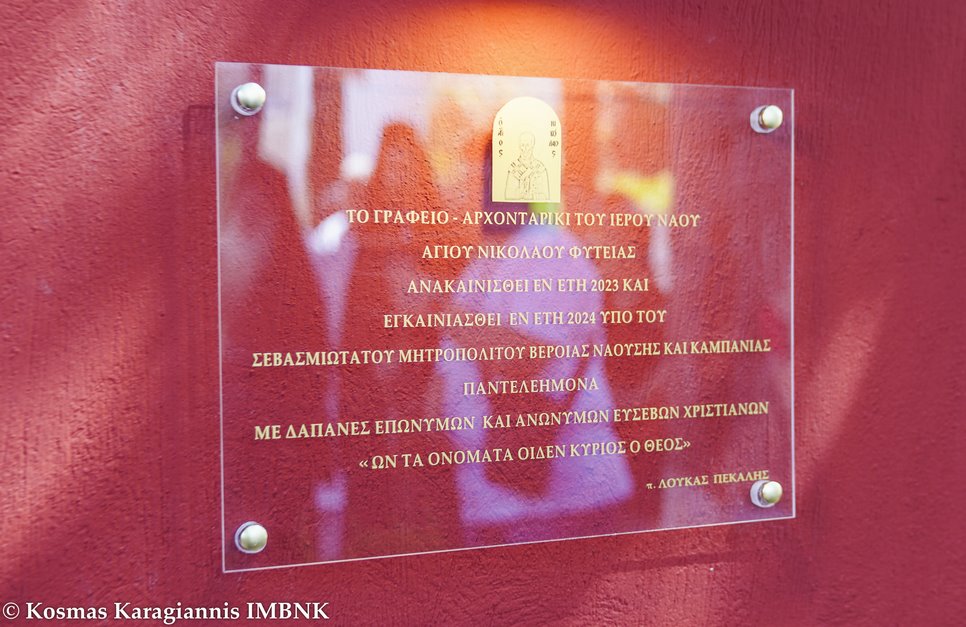 Ο ΑΓΙΟΣ ΝΙΚΟΛΑΟΣ
ΤΟ ΓΡΑΦΕΙΟ - ΑΡΧΟΝΤΑΡΙΚΙ ΤΟΥ ΙΕΡΟΥ ΝΑΟΥ
ΑΓΙΟΥ ΝΙΚΟΛΑΟΥ ΦΥΤΕΙΑΣ
ΑΝΑΚΑΙΝΙΣΘΕΙ ΕΝ ΕΤΗ 2023 ΚΑΙ
ΕΓΚΑΙΝΙΑΣΘΕΙ ΕΝ ΕΤΗ 2024 ΥΠΟ ΤΟΥ
ΣΕΒΑΣΜΙΩΤΑΤΟΥ ΜΗΤΡΟΠΟΛΙΤΟΥ ΒΕΡΟΙΑΣ ΝΑΟΥΣΗΣ ΚΑΙ ΚΑΜΠΑΝΙΑΣ
ΠΑΝΤΕΛΕΗΜΟΝΑ
ΜΕ ΔΑΠΑΝΕΣ ΕΠΩΝΥΜΩΝ ΚΑΙ ΑΝΩΝΥΜΩΝ ΕΥΣΕΒΩΝ ΧΡΙΣΤΙΑΝΩΝ
« ΩΝ ΤΑ ΟΝΟΜΑΤΑ ΟΙΔΕΝ ΚΥΡΙΟΣ Ο ΘΕΟΣ»
π. ΛΟΥΚΑΣ ΠΕΚΑΛΗΣ
© Kosmas Karagiannis IMBNK